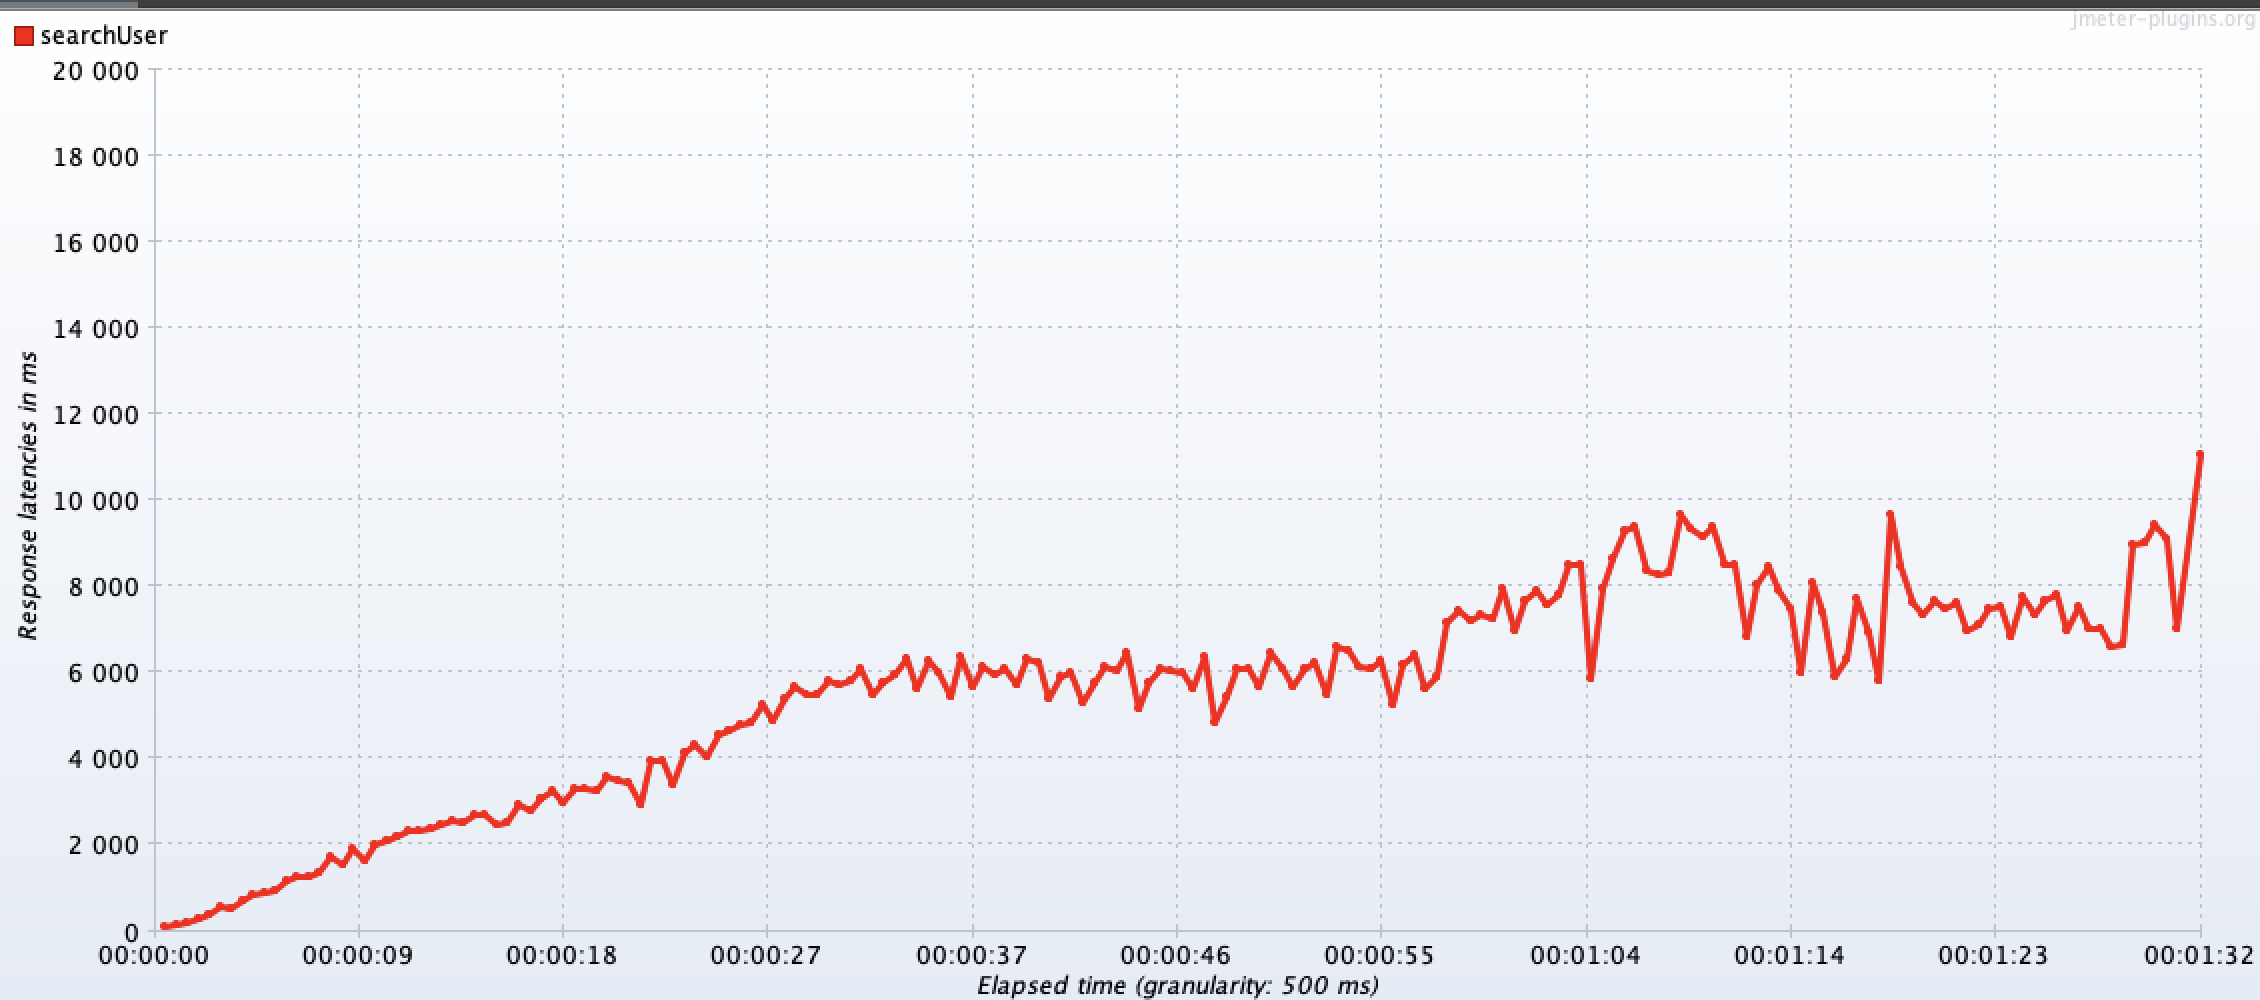 jmeter-plugins.org
searchUser
20 000
18 000
16 000
14 000
12 000
10 000
8 000
6 000
4 000
2 000
0
Response latencies in ms
00:00:00 00:00:09 00:00:18 00:00:27 00:00:37 00:00:46 00:00:55 00:01:04 00:01:14 00:01:23 00:01:32
Elapsed time (granularity: 500 ms)